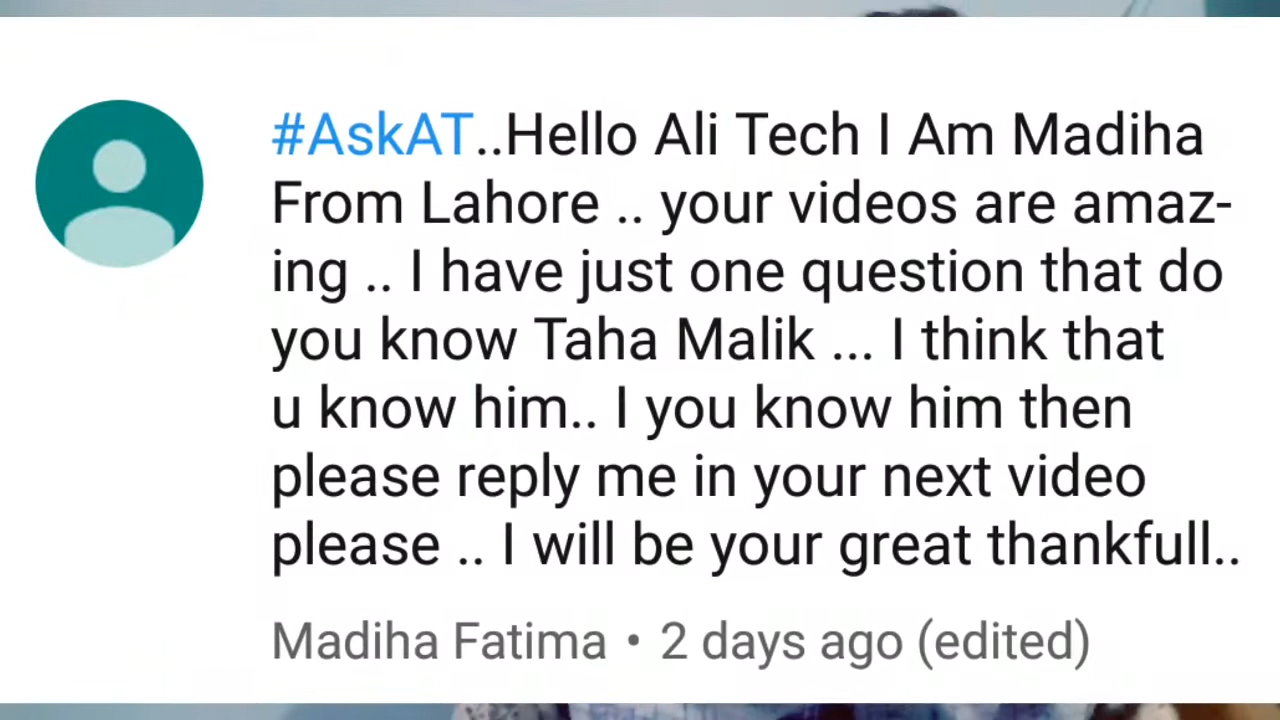 #AskAT..Hello Ali Tech I Am Madiha
From Lahore .. your videos are amaz-
ing .. I have just one question that do
you know Taha Malik ... I think that
u know him.. I you know him then
please reply me in your next video
please .. I will be your great thankfull..
Madiha Fatima • 2 days ago (edited)